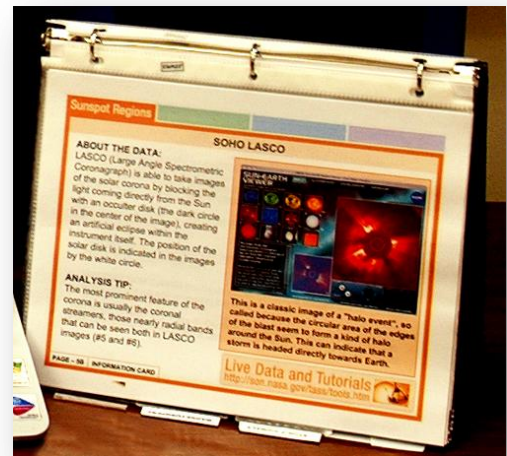 Sunspot Regions
SOHO LASCO
ABOUT THE DATA:
LASCO (Large Angle Spectrometric
Coronagraph) is able to take images
of the solar corona by blocking the
light coming directly from the Sun
with an occulter disk (the dark circle
in the center of the image), creating
an artificial eclipse within the
instrument itself. The position of the
solar disk is indicated in the images
by the white circle.
ANALYSIS TIP:
The most prominent feature of the
corona is usually the coronal
streamers, those nearly radial bands
that can be seen both in LASCO
images (#5 and #6).
PAGE - 5G INFORMATION CARD
SUN-EARTH
VIEWER
This is a classic image of a "halo event", so
called because the circular area of the edges
of the blast seem to form a kind of halo
around the Sun. This can indicate that a
storm is headed directly towards Earth.
Live Data and Tutorials
http://son.nasa.gov/tass/tools.htm